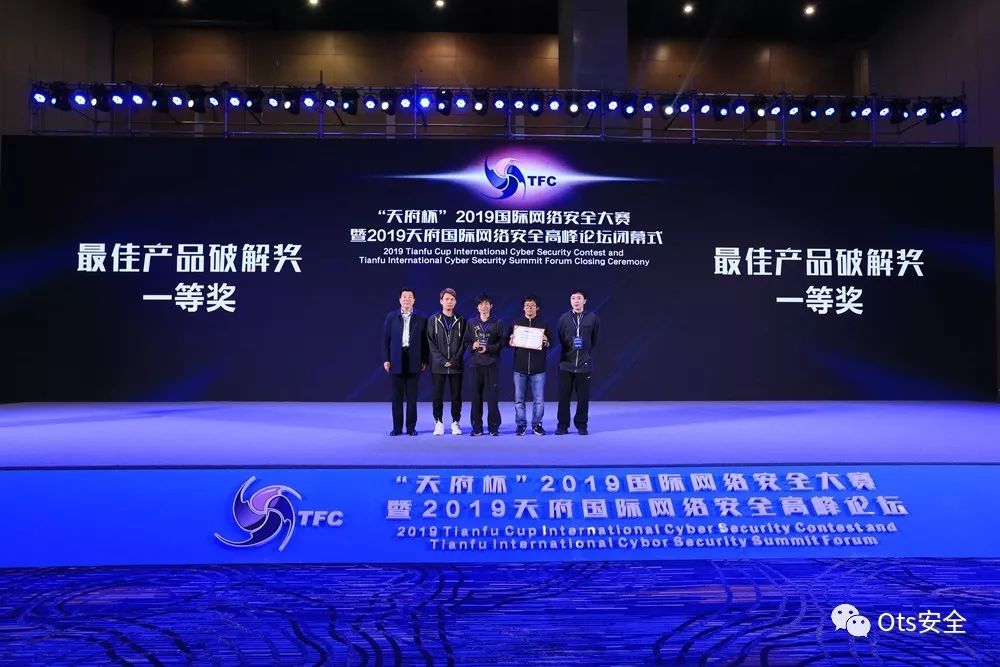 TFC
“天府杯”2019国际网络安全大赛
暨2019天府国际网络安全高峰论坛闭幕式
2019 Tianfu Cup International Cyber Security Contest and
Tianfu International Cyber Security Summit Forum Closing Ceremony
最佳产品破解奖
一等奖
最佳产品破解奖
一等奖
TFC
“天府杯”2019国际网络安全大赛
暨2019天府国际网络安全高峰论坛
2019 Tianfu Cup International Cyber Security Contest and
Tianfu International Cybor Security Summit Forum
Ots安全